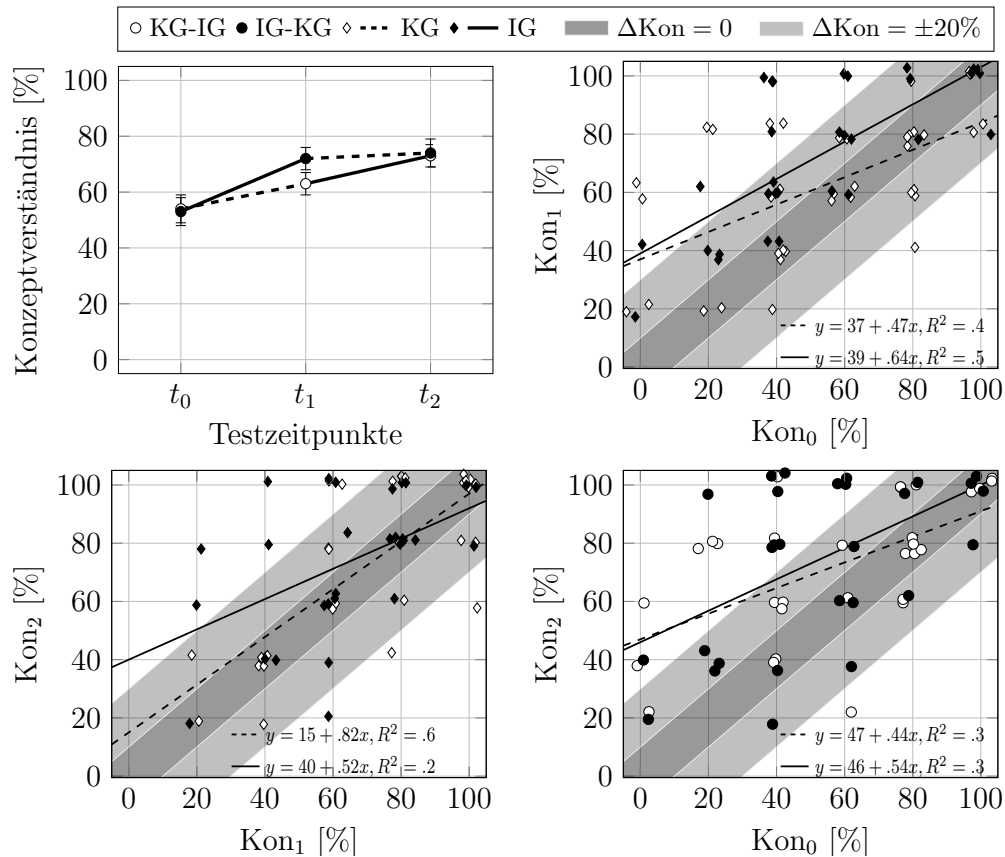 KG-IG IG-KG KG IG ΔKon = 0 ΔKon = ±20%
Konzeptverständnis [%]
100
80
60
40
20
0
t0 t1 t2
Testzeitpunkte
Kon1 [%]
100
80
60
40
20
0
y = 37 + .47x, R² = .4
y = 39 + .64x, R² = .5
0 20 40 60 80 100
Kon0 [%]
Kon2 [%]
100
80
60
40
20
0
y = 15 + .82x, R² = .6
y = 40 + .52x, R² = .2
0 20 40 60 80 100
Kon1 [%]
Kon2 [%]
100
80
60
40
20
0
y = 47 + .44x, R² = .3
y = 46 + .54x, R² = .3
0 20 40 60 80 100
Kon0 [%]